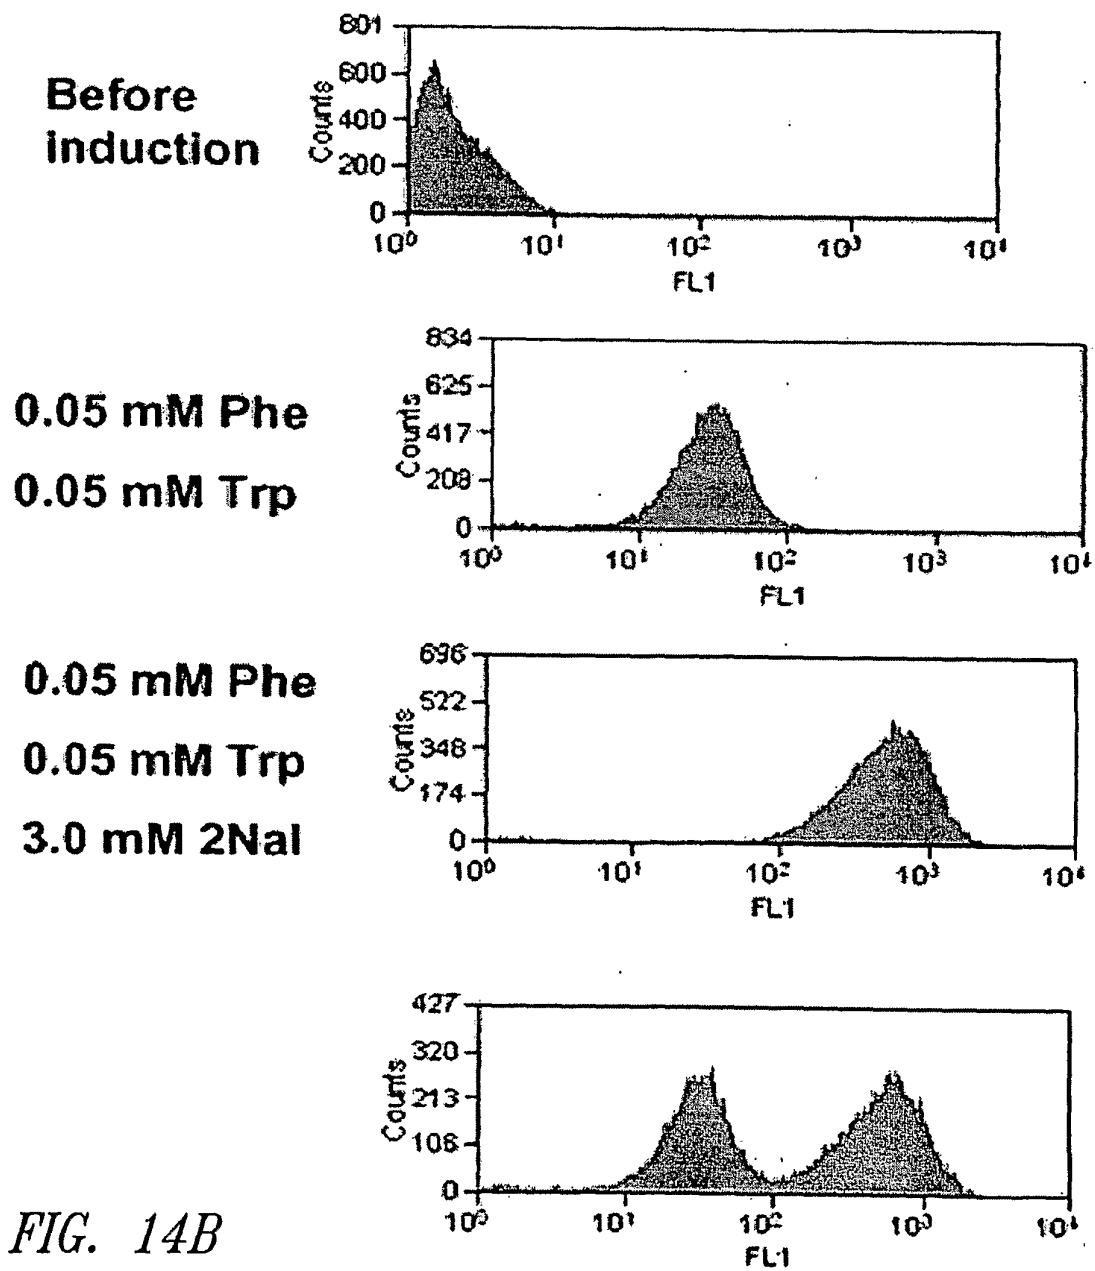 Before
induction
801
600
400
200
0
Counts
10⁰ 10¹ 10² 10³ 10⁴
FL1
0.05 mM Phe
0.05 mM Trp
834
625
417
208
0
Counts
10⁰ 10¹ 10² 10³ 10⁴
FL1
0.05 mM Phe
0.05 mM Trp
3.0 mM 2Nal
696
522
348
174
0
Counts
10⁰ 10¹ 10² 10³ 10⁴
FL1
427
320
213
106
0
Counts
10⁰ 10¹ 10² 10³ 10⁴
FL1
FIG. 14B